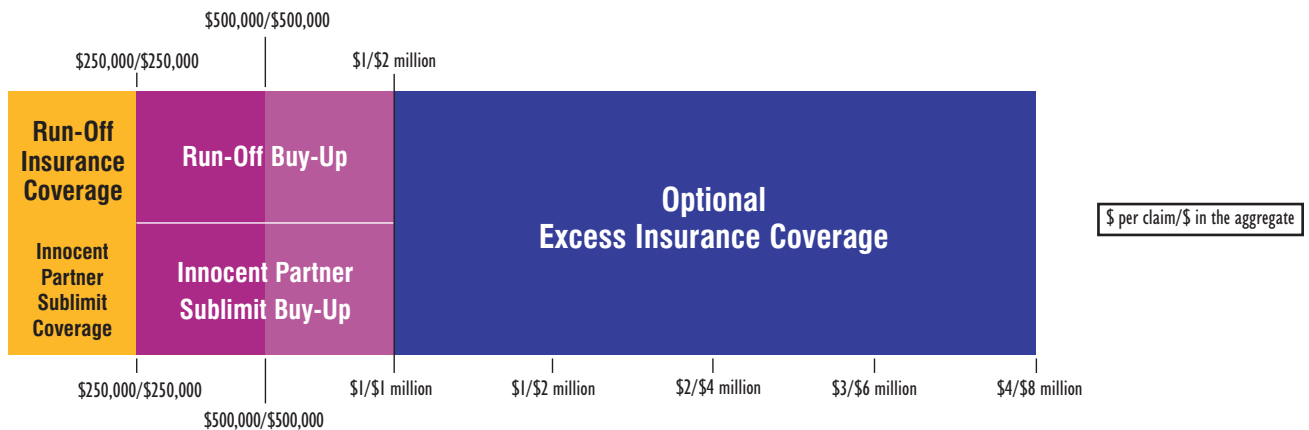 $500,000/$500,000
$250,000/$250,000
$1/$2 million
Run-Off
Insurance
Coverage
Run-Off Buy-Up
Optional
Excess Insurance Coverage
$ per claim/$ in the aggregate
Innocent
Partner
Sublimit
Coverage
Innocent Partner
Sublimit Buy-Up
$250,000/$250,000
$1/$1 million
$1/$2 million
$2/$4 million
$3/$6 million
$4/$8 million
$500,000/$500,000